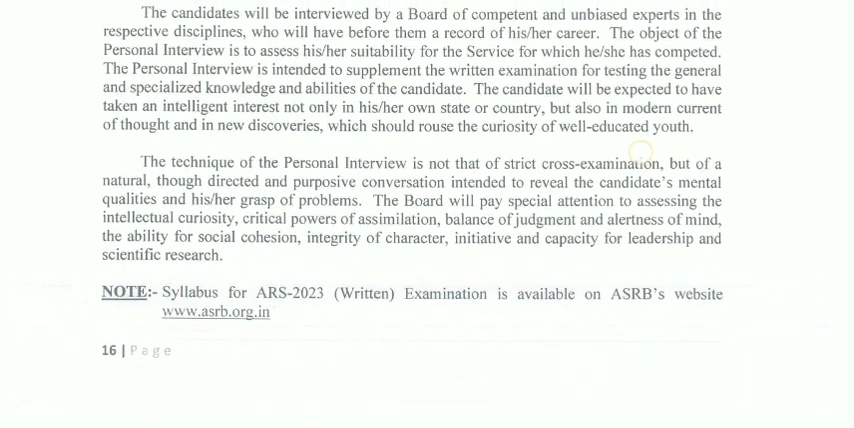 The candidates will be interviewed by a Board of competent and unbiased experts in the
respective disciplines, who will have before them a record of his/her career. The object of the
Personal Interview is to assess his/her suitability for the Service for which he/she has competed.
The Personal Interview is intended to supplement the written examination for testing the general
and specialized knowledge and abilities of the candidate. The candidate will be expected to have
taken an intelligent interest not only in his/her own state or country, but also in modern current
of thought and in new discoveries, which should rouse the curiosity of well-educated youth.
The technique of the Personal Interview is not that of strict cross-examination, but of a
natural, though directed and purposive conversation intended to reveal the candidate's mental
qualities and his/her grasp of problems. The Board will pay special attention to assessing the
intellectual curiosity, critical powers of assimilation, balance of judgment and alertness of mind,
the ability for social cohesion, integrity of character, initiative and capacity for leadership and
scientific research.
NOTE:- Syllabus for ARS-2023 (Written) Examination is available on ASRB's website
www.asrb.org.in
16 | Page